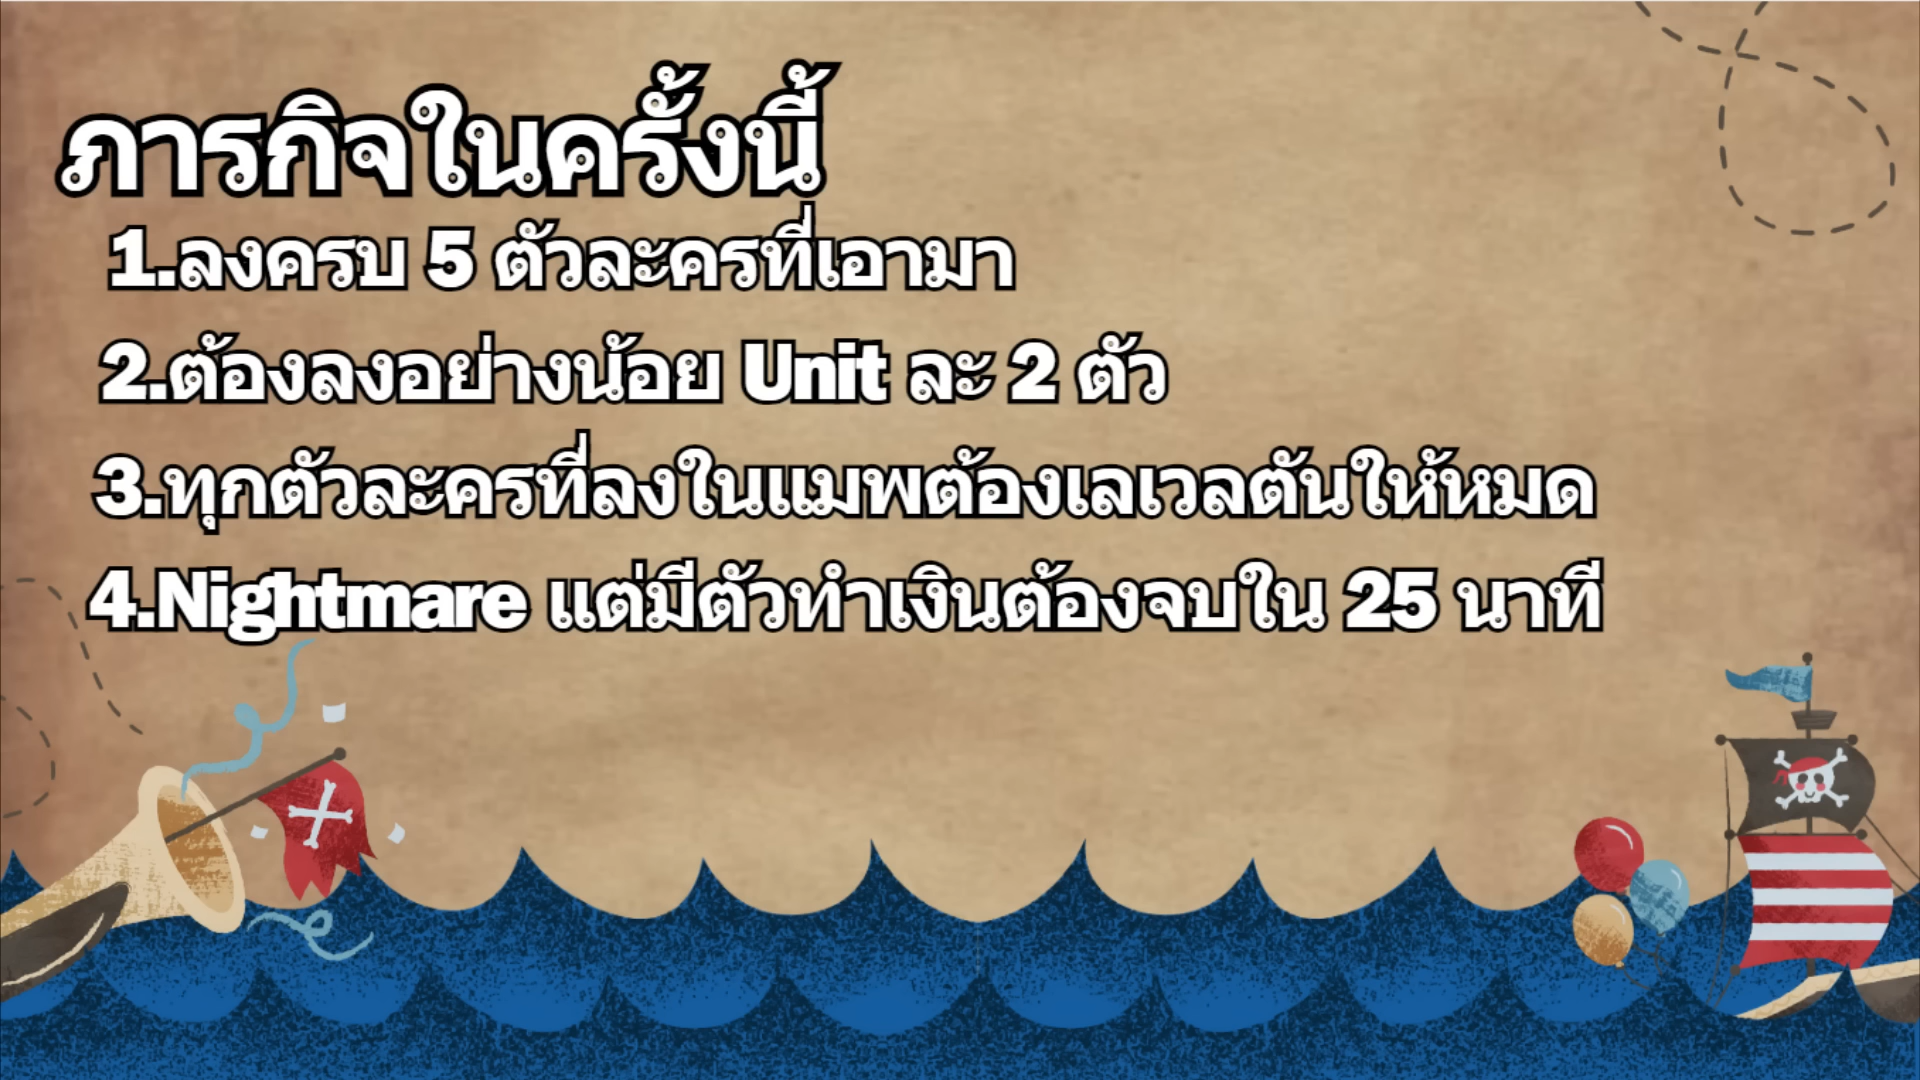 ภารกิจในครั้งนี้
1.ลงครบ 5 ตัวละครที่เอามา
2.ต้องลงอย่างน้อย Unit ละ 2 ตัว
3.ทุกตัวละครที่ลงในแมพต้องเลเวลตันให้หมด
4.Nightmare แต่มีตัวทำเงินต้องจบใน 25 นาที